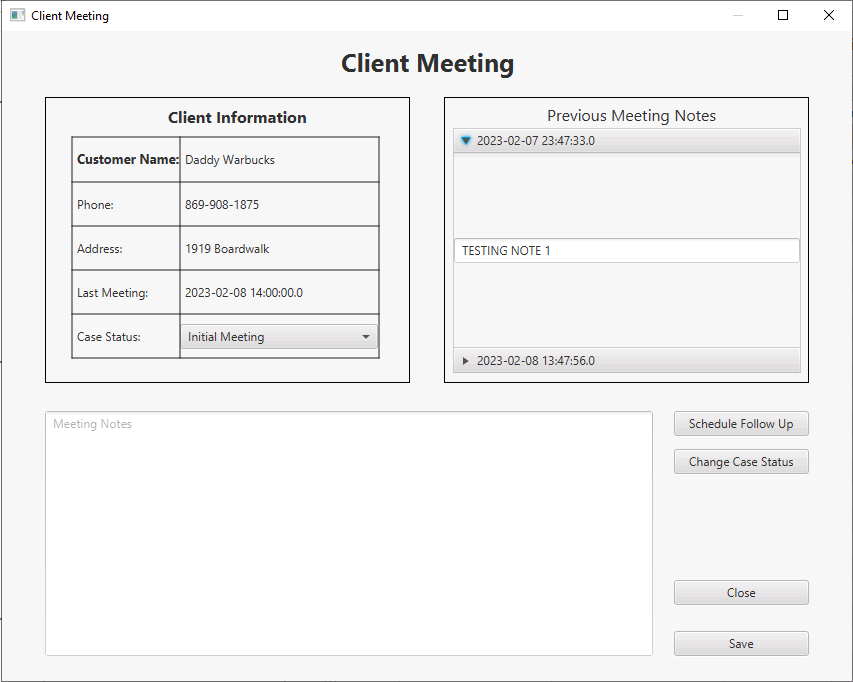 Client Meeting
Client Meeting
Client Information
Customer Name: Daddy Warbucks
Phone: 869-908-1875
Address: 1919 Boardwalk
Last Meeting: 2023-02-08 14:00:00.0
Case Status: Initial Meeting
Previous Meeting Notes
2023-02-07 23:47:33.0
TESTING NOTE 1
2023-02-08 13:47:56.0
Meeting Notes
Schedule Follow Up
Change Case Status
Close
Save